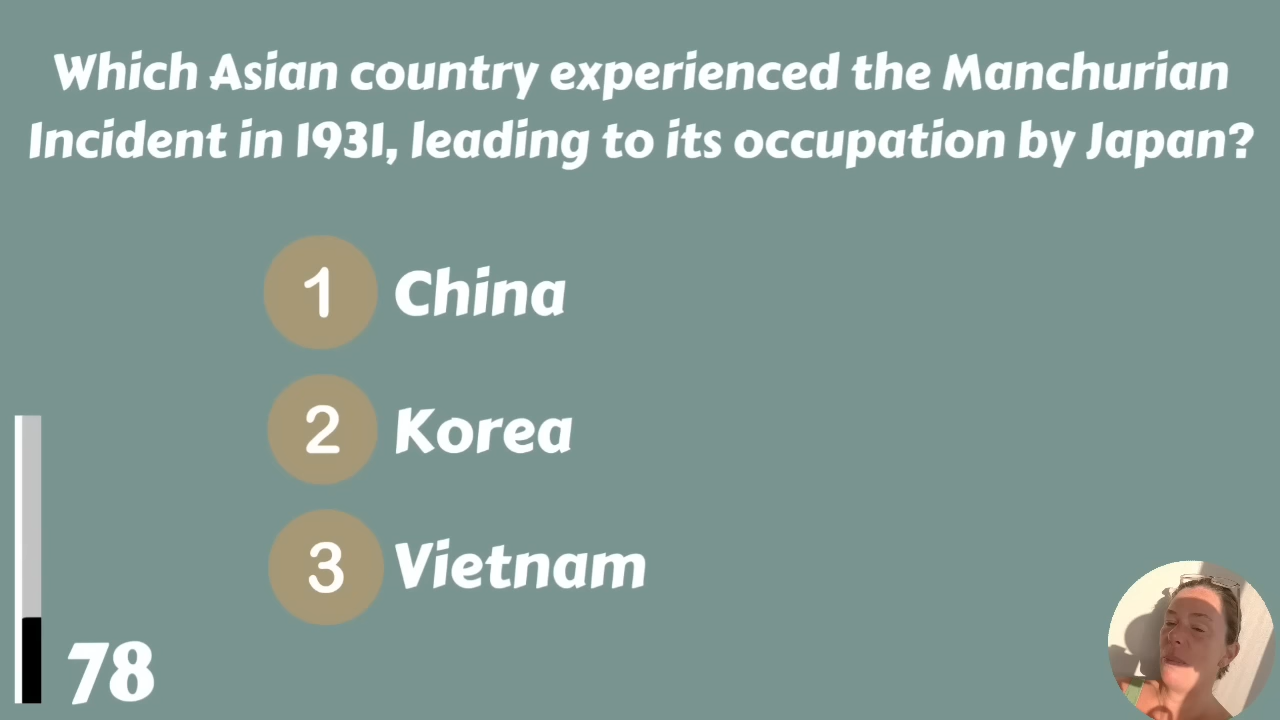 Which Asian country experienced the Manchurian
Incident in 1931, leading to its occupation by Japan?
1 China
2 Korea
3 Vietnam
78